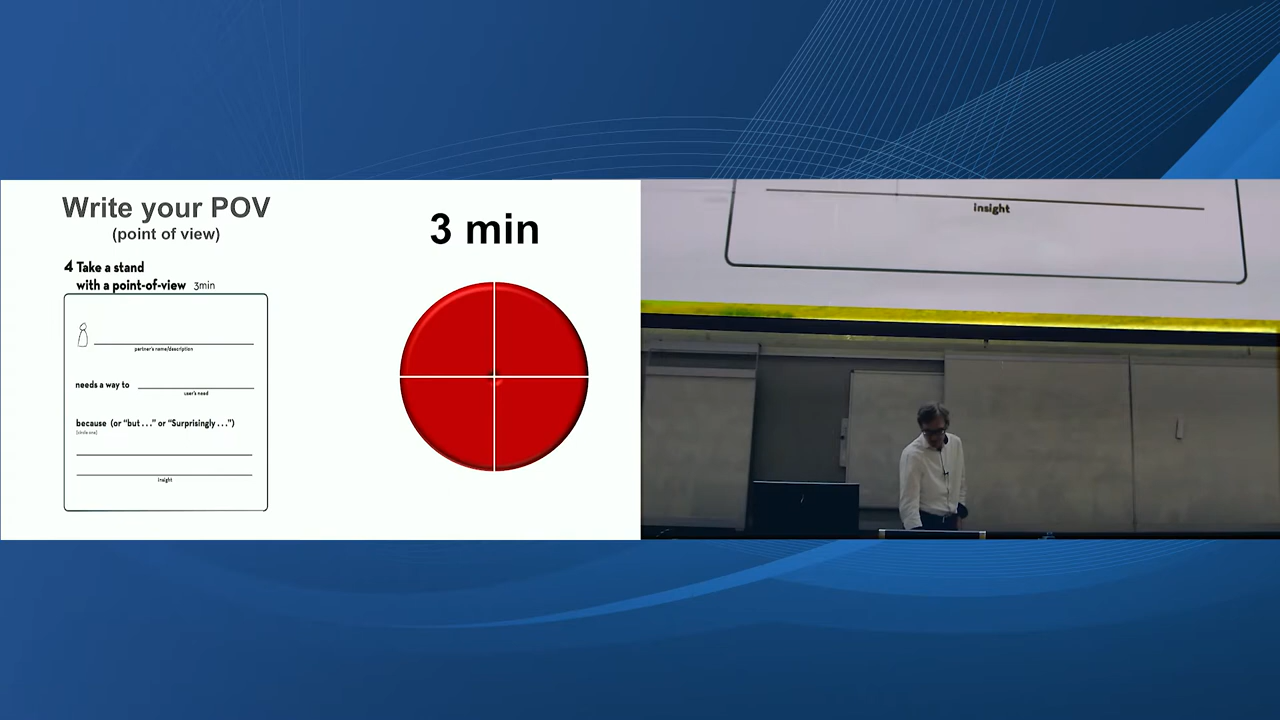 Write your POV
(point of view)
3 min
4 Take a stand
with a point-of-view 3min
partner's name/description
needs a way to
user's need
because (or "but . . ." or "Surprisingly . . .")
(circle one)
insight
insight